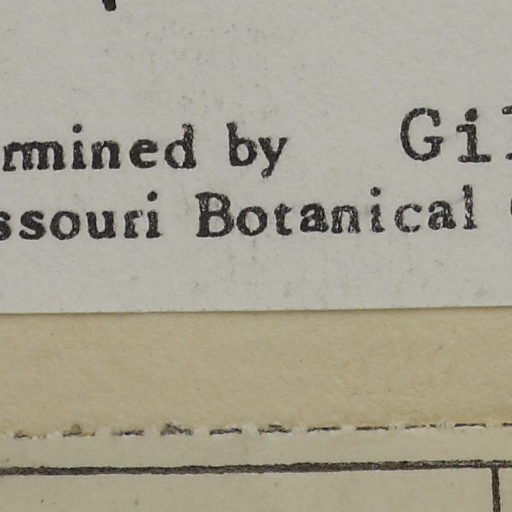 rmined by Gil
ssouri Botanical